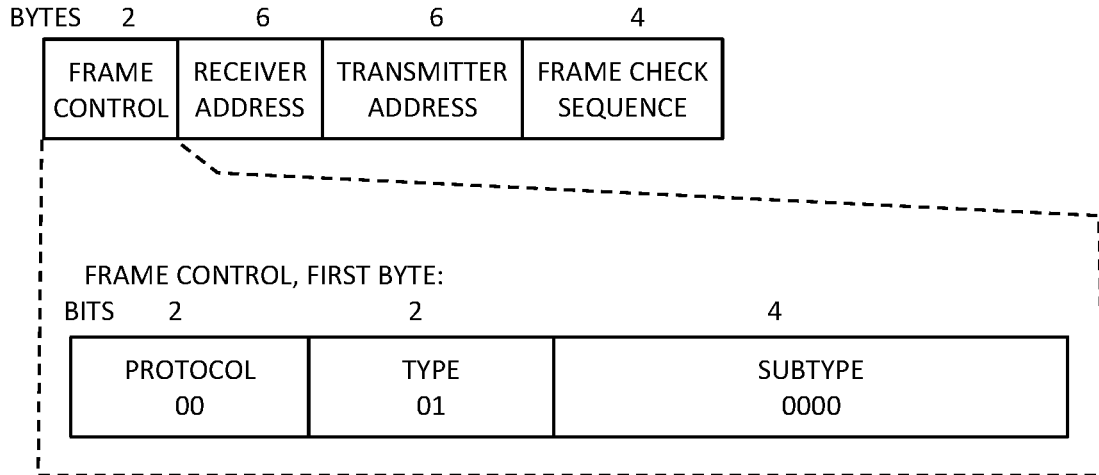 BYTES 2 6 6 4
FRAME CONTROL RECEIVER ADDRESS TRANSMITTER ADDRESS FRAME CHECK SEQUENCE
FRAME CONTROL, FIRST BYTE:
BITS 2 2 4
PROTOCOL TYPE SUBTYPE
00 01 0000